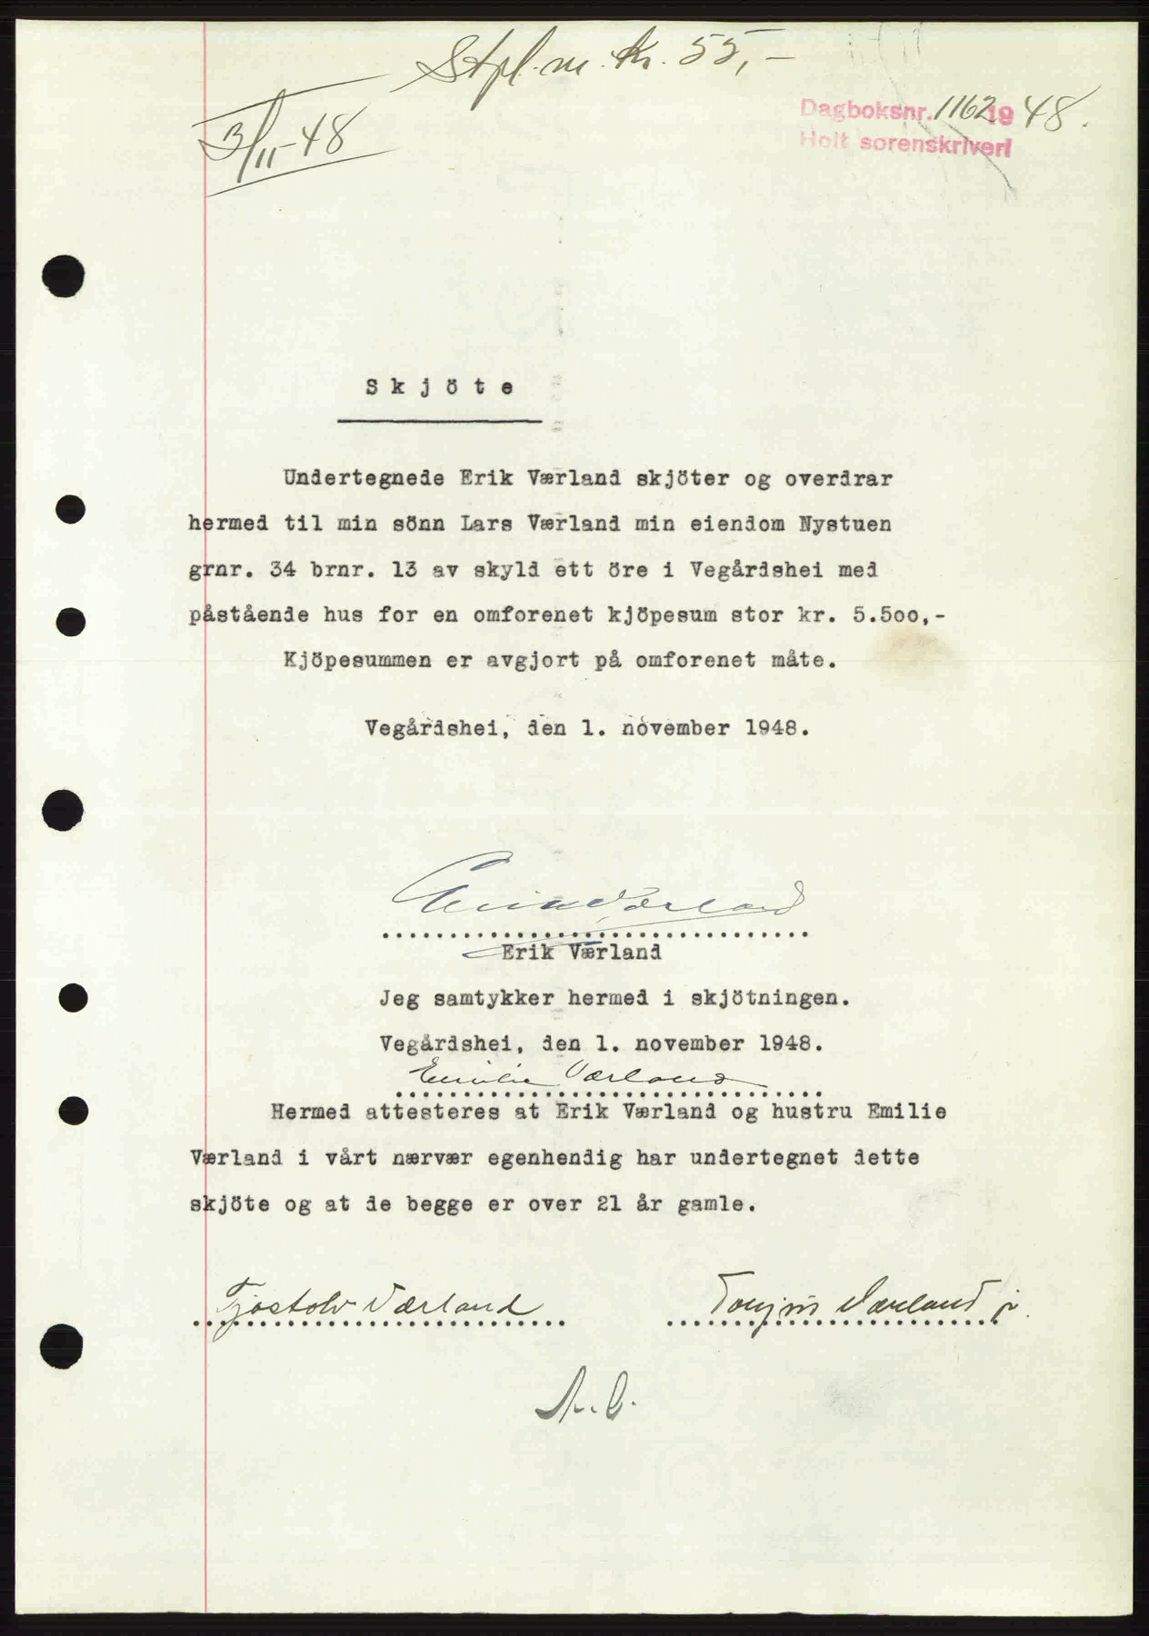 Stpl. m. kr. 55,-
3/11-48
Dagboksnr. 1162 1948.
Holt sorenskriveri
Skjöte
Undertegnede Erik Værland skjöter og overdrar
hermed til min sönn Lars Værland min eiendom Nystuen
grnr. 34 brnr. 13 av skyld ett öre i Vegårdshei med
påstående hus for en omforenet kjöpesum stor kr. 5.500,-
Kjöpesummen er avgjort på omforenet måte.
Vegårdshei, den 1. november 1948.
Erik Værland
Erik Værland
Jeg samtykker hermed i skjötningen.
Vegårdshei, den 1. november 1948.
Emilie Værland
Hermed attesteres at Erik Værland og hustru Emilie
Værland i vårt nærvær egenhendig har undertegnet dette
skjöte og at de begge er over 21 år gamle.
Tjostolv Værland Værland jr.